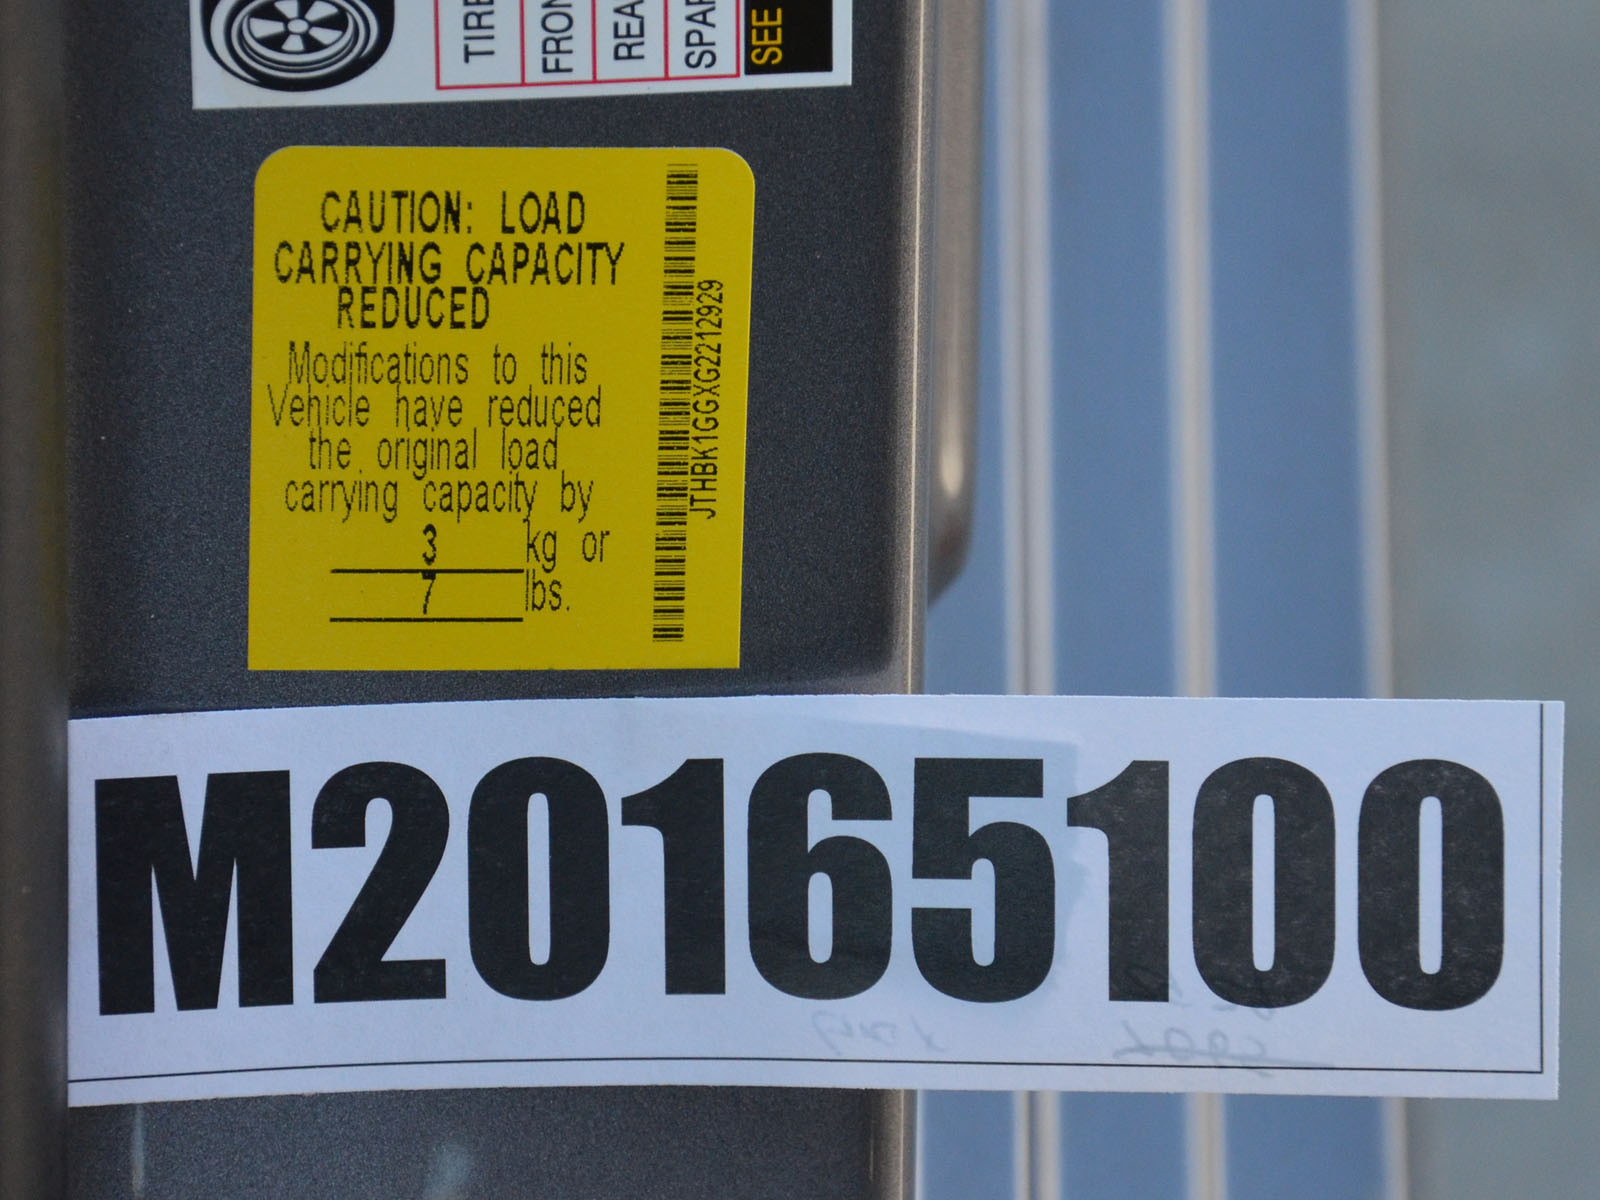 TIRE
FRON
REA
SPAR
SEE
CAUTION: LOAD
CARRYING CAPACITY
REDUCED
Modifications to this
Vehicle have reduced
the original load
carrying capacity by
3 kg or
7 lbs.
JTHBK1GGXG2212929
M20165100